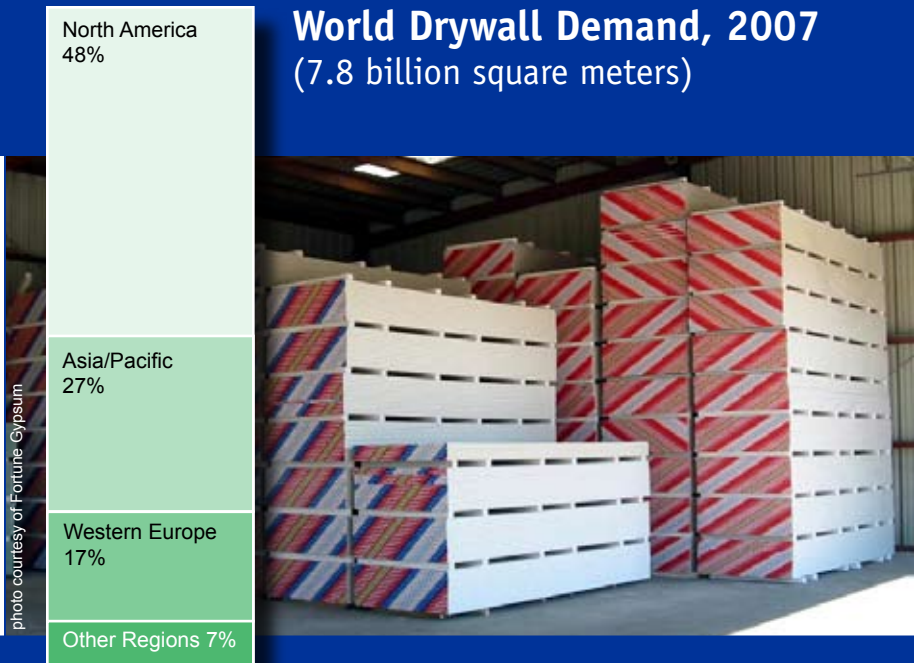 World Drywall Demand, 2007
(7.8 billion square meters)
North America
48%
Asia/Pacific
27%
Western Europe
17%
Other Regions 7%
photo courtesy of Fortune Gypsum